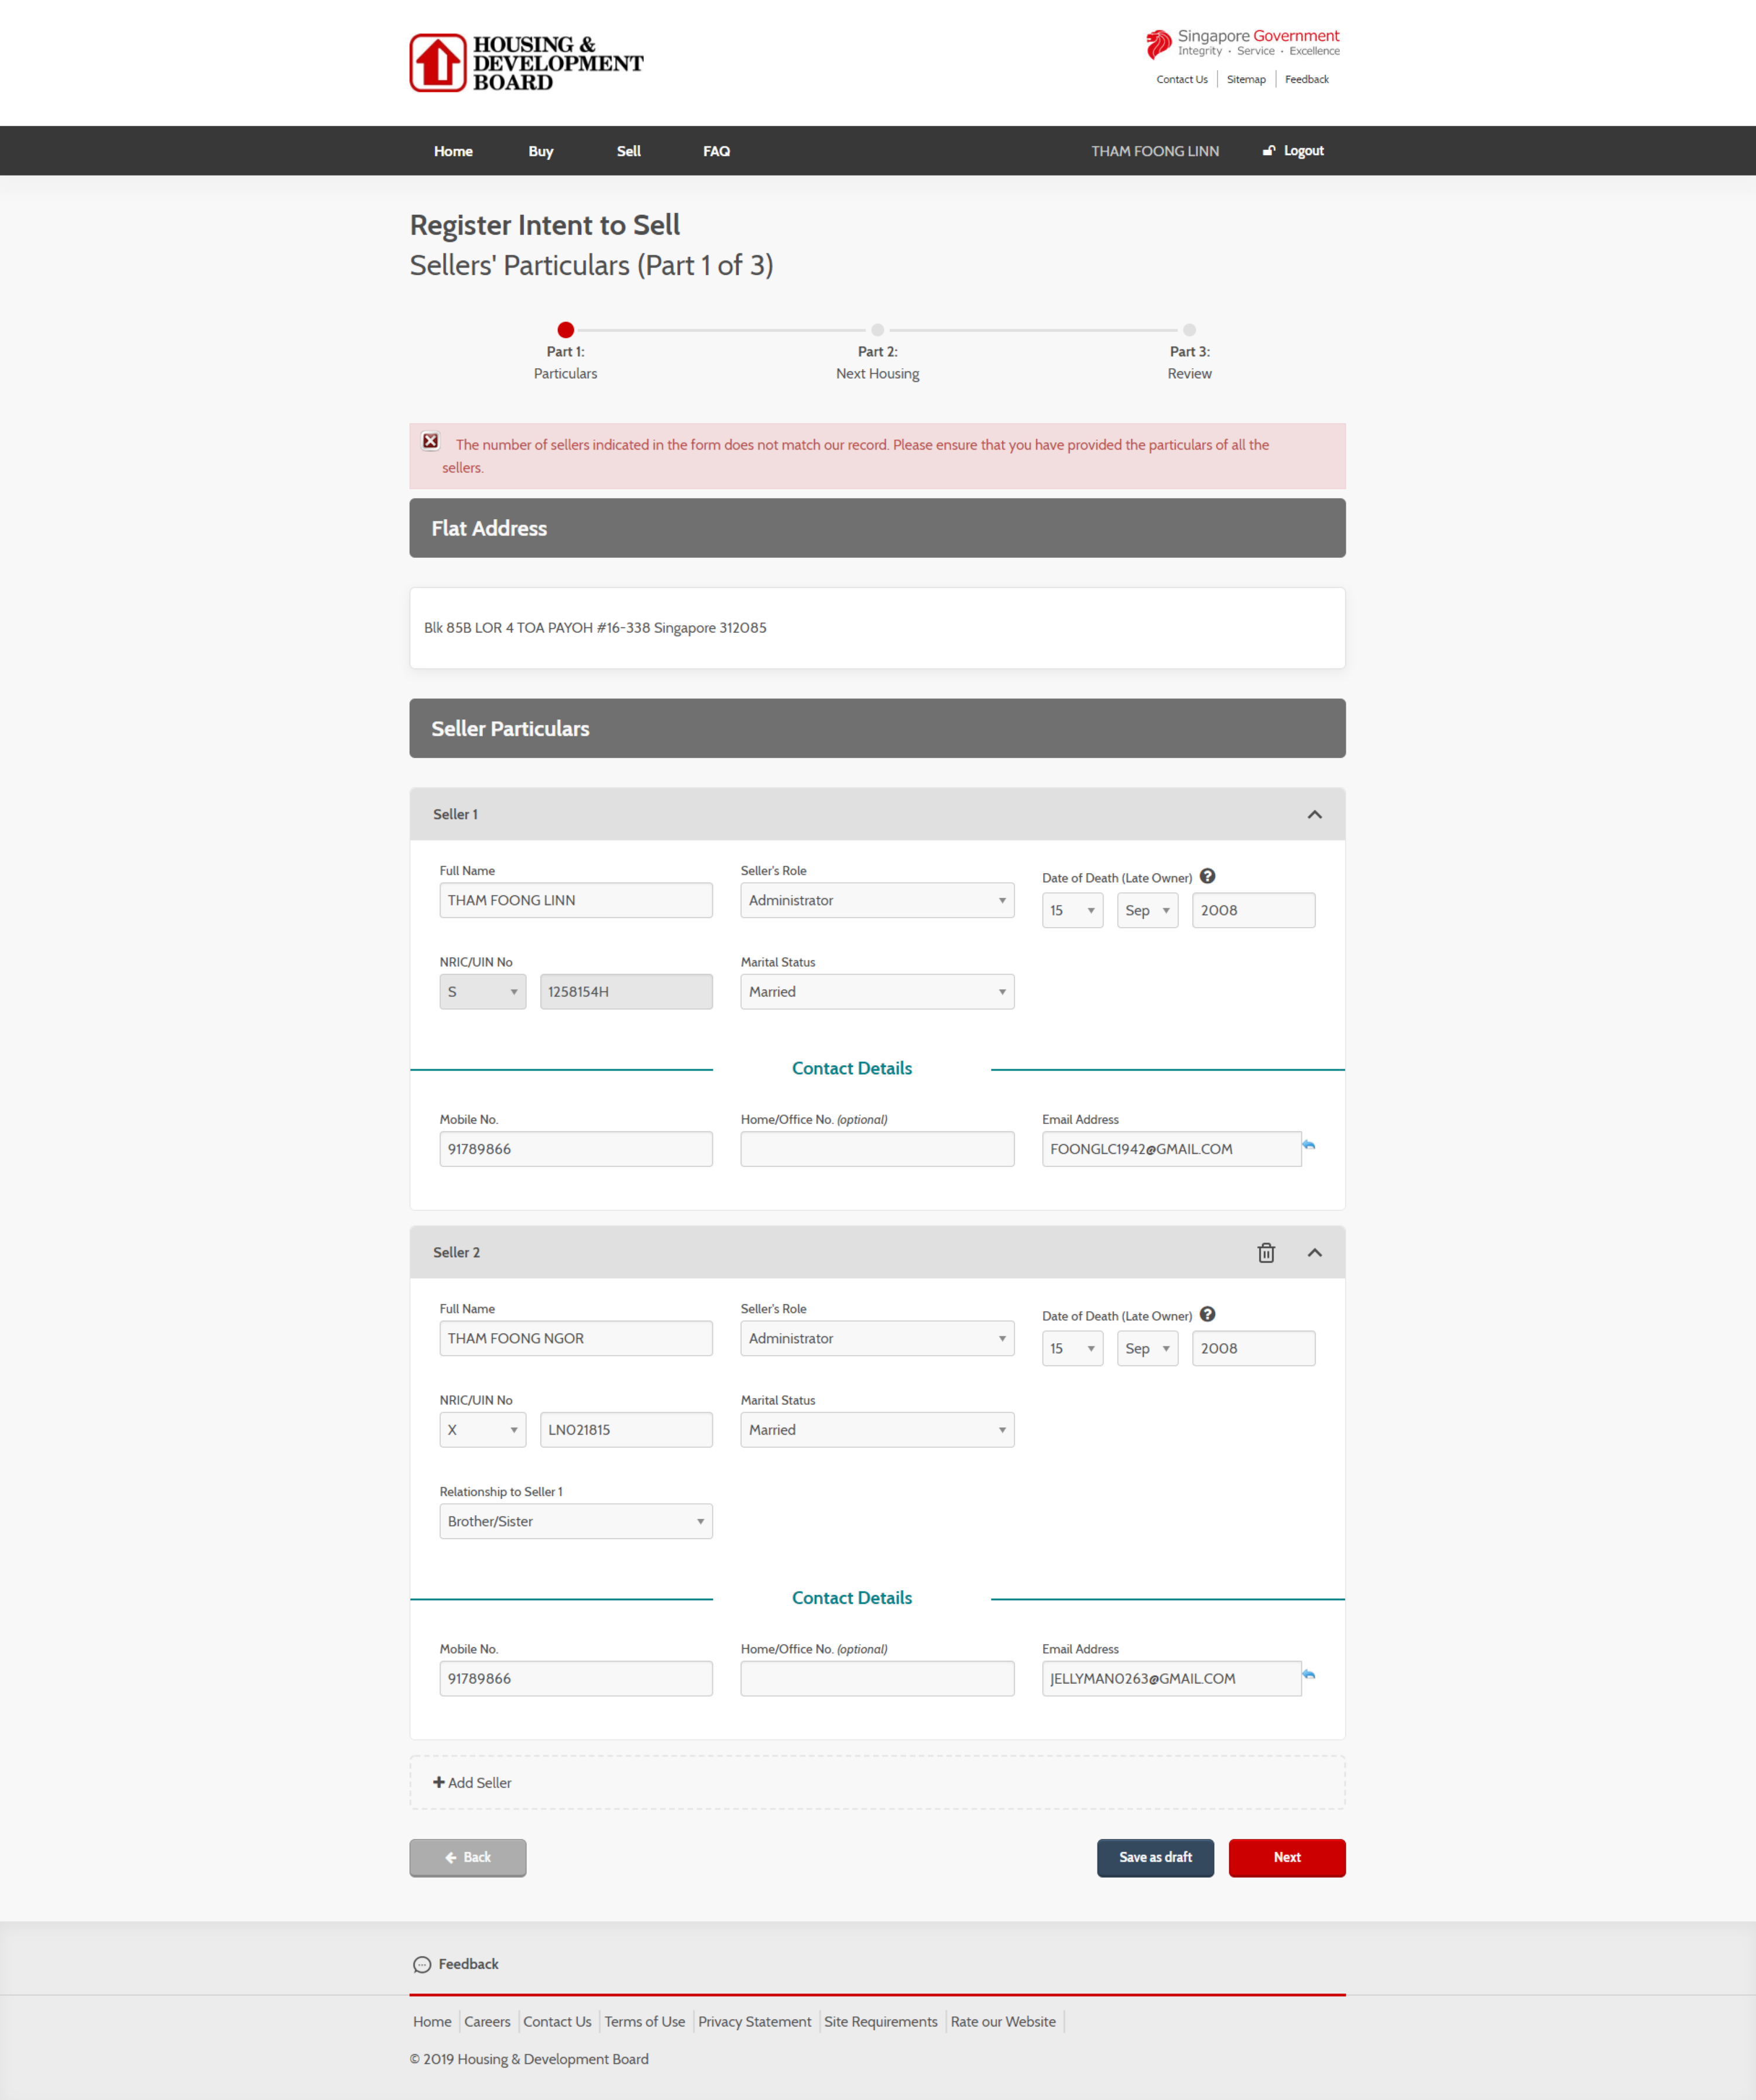 HOUSING &
DEVELOPMENT
BOARD
Singapore Government
Integrity · Service · Excellence
Contact Us Sitemap Feedback
Home Buy Sell FAQ THAM FOONG LINN Logout
Register Intent to Sell
Sellers' Particulars (Part 1 of 3)
Part 1: Part 2: Part 3:
Particulars Next Housing Review
The number of sellers indicated in the form does not match our record. Please ensure that you have provided the particulars of all the
sellers.
Flat Address
Blk 85B LOR 4 TOA PAYOH #16-338 Singapore 312085
Seller Particulars
Seller 1
Full Name Seller's Role Date of Death (Late Owner) ?
THAM FOONG LINN Administrator 15 Sep 2008
NRIC/UIN No Marital Status
S 1258154H Married
Contact Details
Mobile No. Home/Office No. (optional) Email Address
91789866 FOONGLC1942@GMAIL.COM
Seller 2
Full Name Seller's Role Date of Death (Late Owner) ?
THAM FOONG NGOR Administrator 15 Sep 2008
NRIC/UIN No Marital Status
X LN021815 Married
Relationship to Seller 1
Brother/Sister
Contact Details
Mobile No. Home/Office No. (optional) Email Address
91789866 JELLYMAN0263@GMAIL.COM
+ Add Seller
Back Save as draft Next
Feedback
Home Careers Contact Us Terms of Use Privacy Statement Site Requirements Rate our Website
© 2019 Housing & Development Board